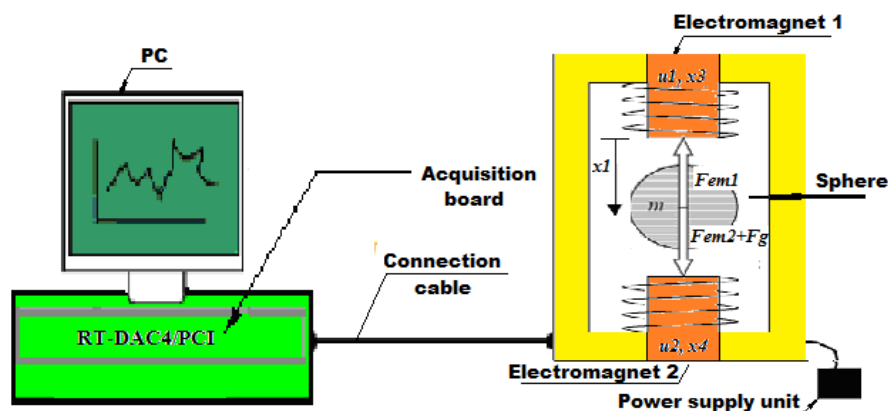 Electromagnet 1
PC
u1, x3
x1
Fem1
Acquisition
board
Sphere
m
Fem2+Fg
Connection
cable
RT-DAC4/PCI
u2, x4
Electromagnet 2
Power supply unit